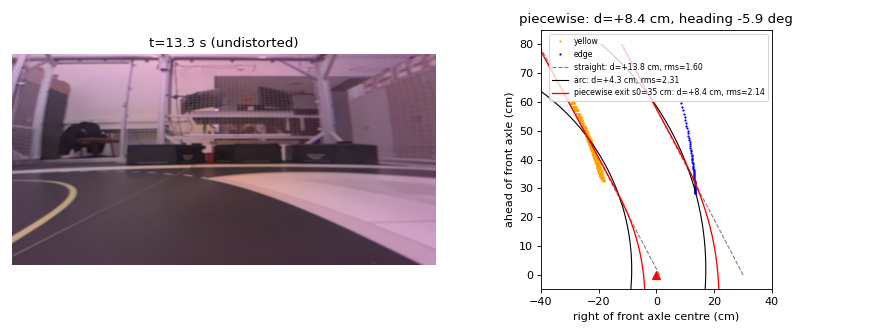 t=13.3 s (undistorted)
piecewise: d=+8.4 cm, heading -5.9 deg
yellow
edge
straight: d=+13.8 cm, rms=1.60
arc: d=+4.3 cm, rms=2.31
piecewise exit s0=35 cm: d=+8.4 cm, rms=2.14
ahead of front axle (cm)
80
70
60
50
40
30
20
10
0
−40
−20
0
20
40
right of front axle centre (cm)